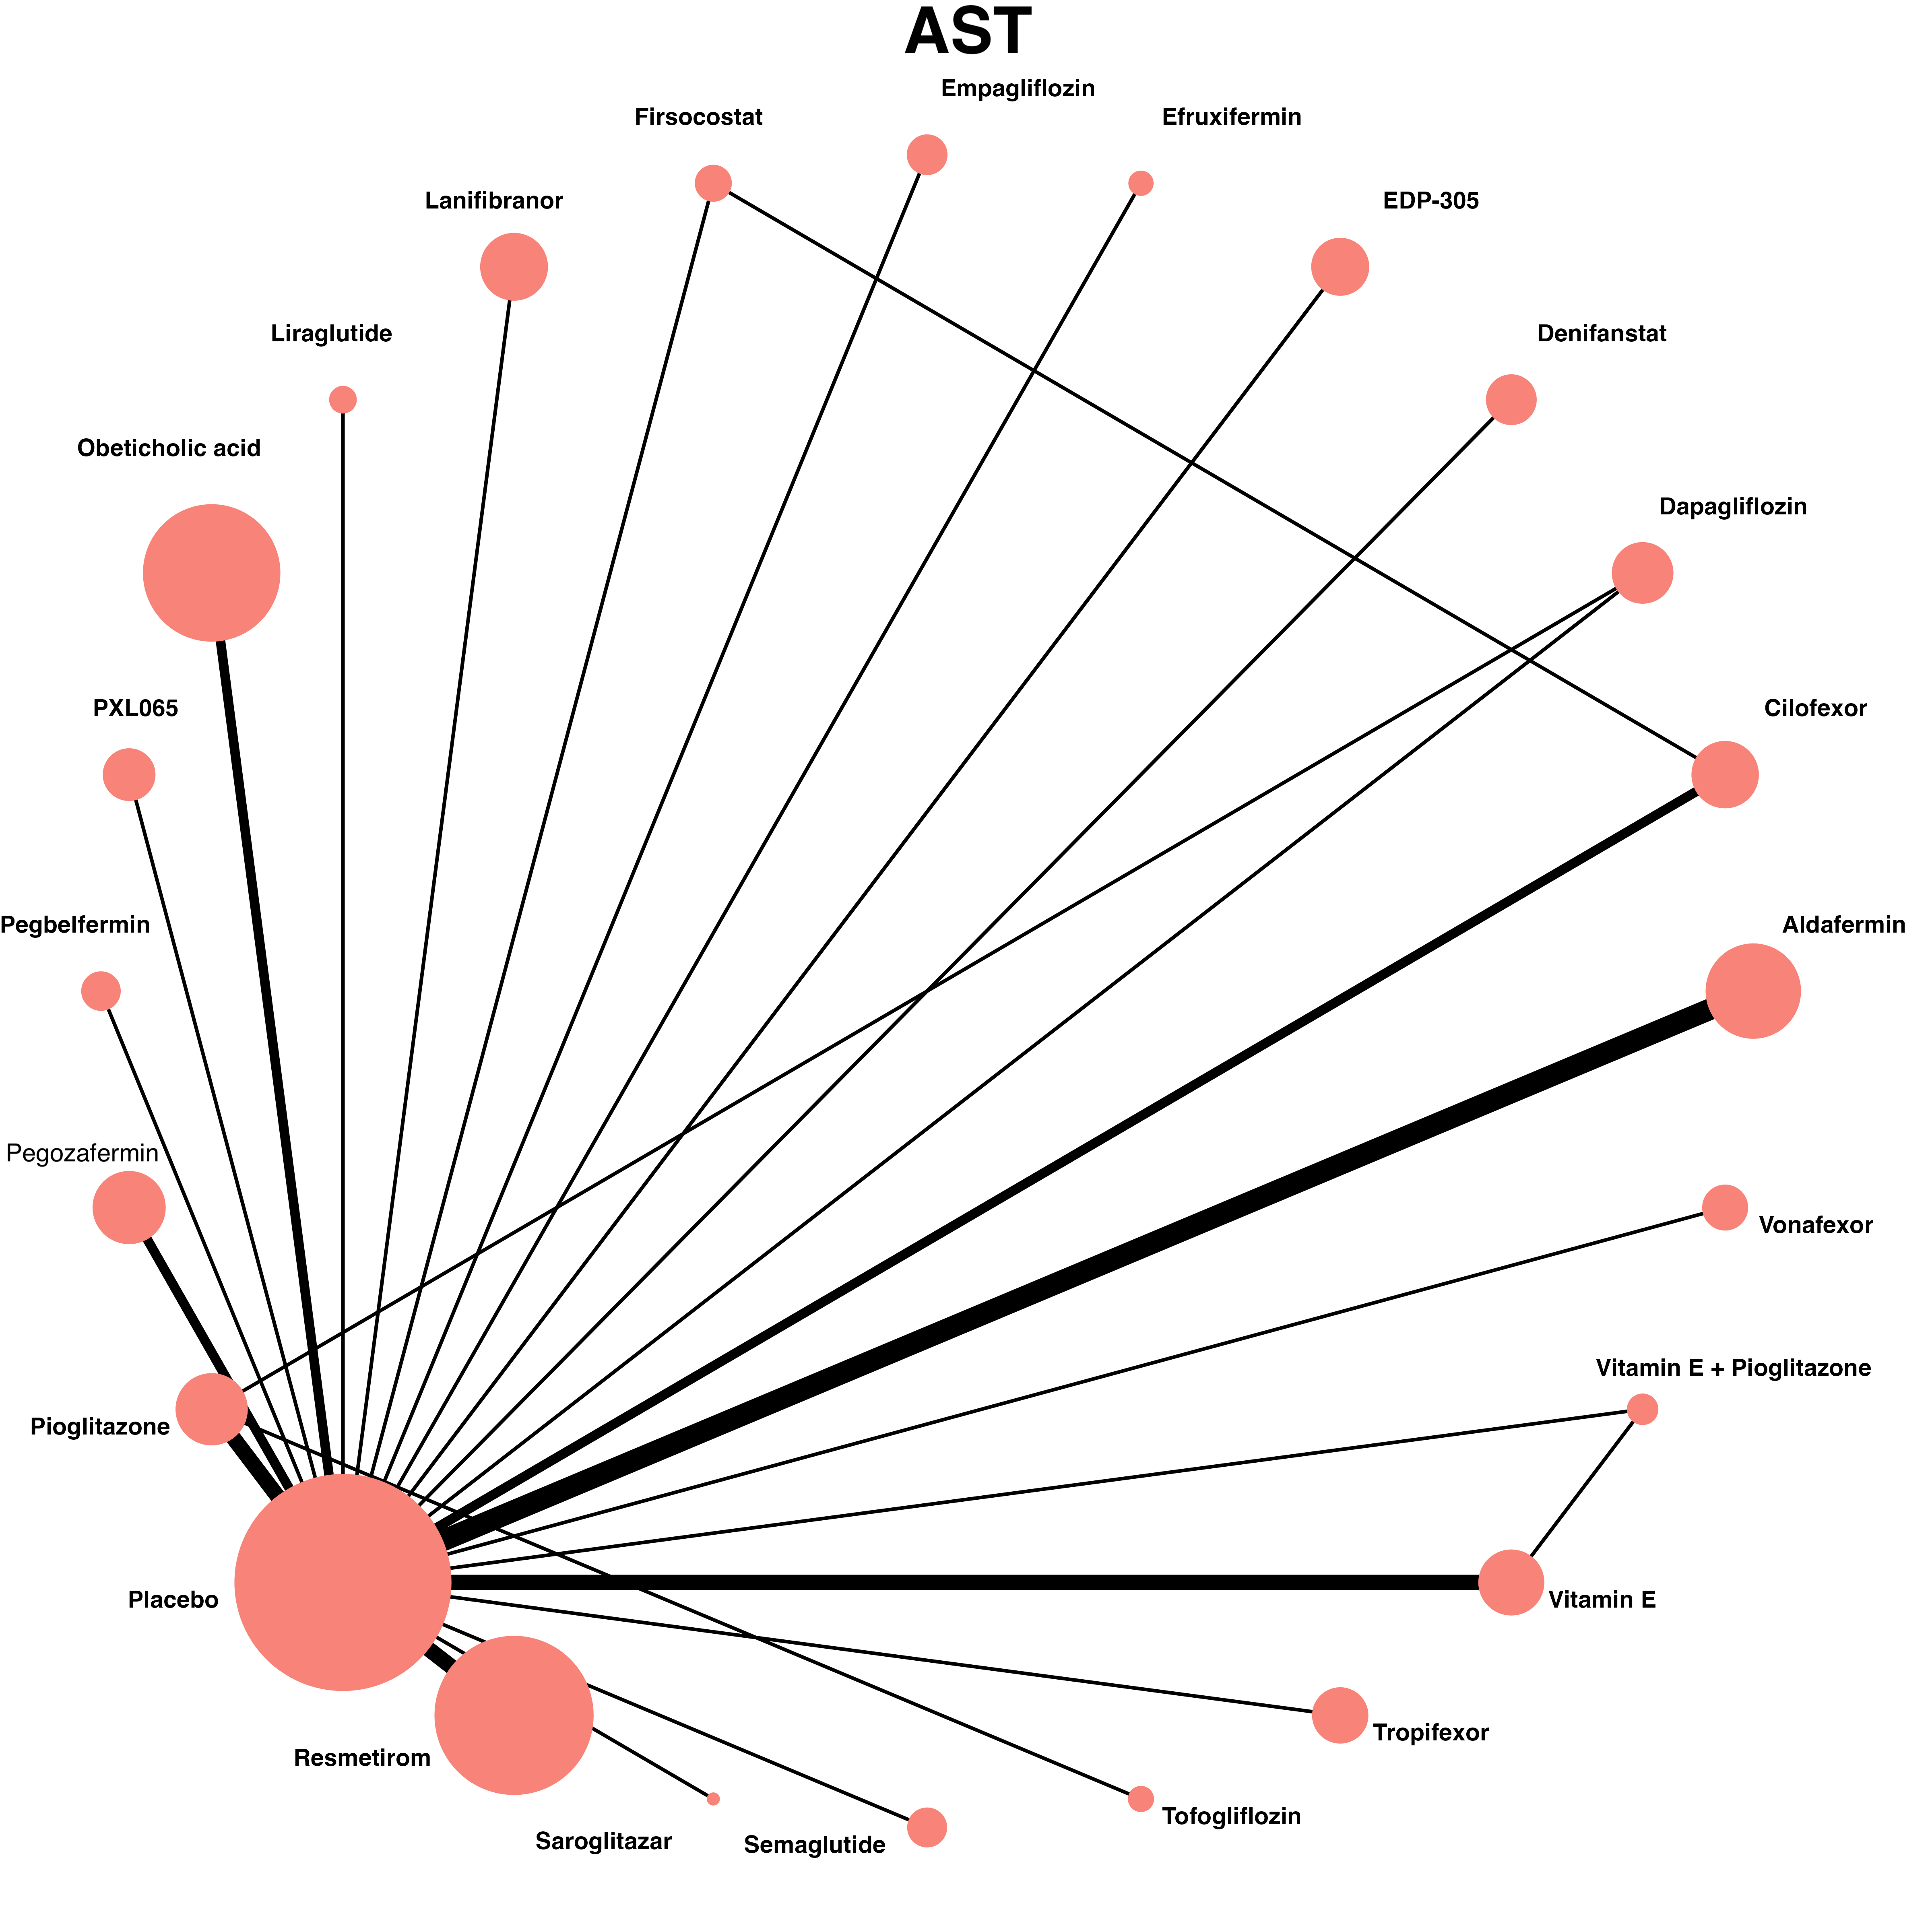 AST
Empagliflozin
Firsocostat
Efruxifermin
Lanifibranor
EDP-305
Liraglutide
Denifanstat
Obeticholic acid
Dapagliflozin
PXL065
Cilofexor
Pegbelfermin
Aldafermin
Pegozafermin
Vonafexor
Vitamin E + Pioglitazone
Pioglitazone
Placebo
Vitamin E
Tropifexor
Resmetirom
Tofogliflozin
Saroglitazar
Semaglutide